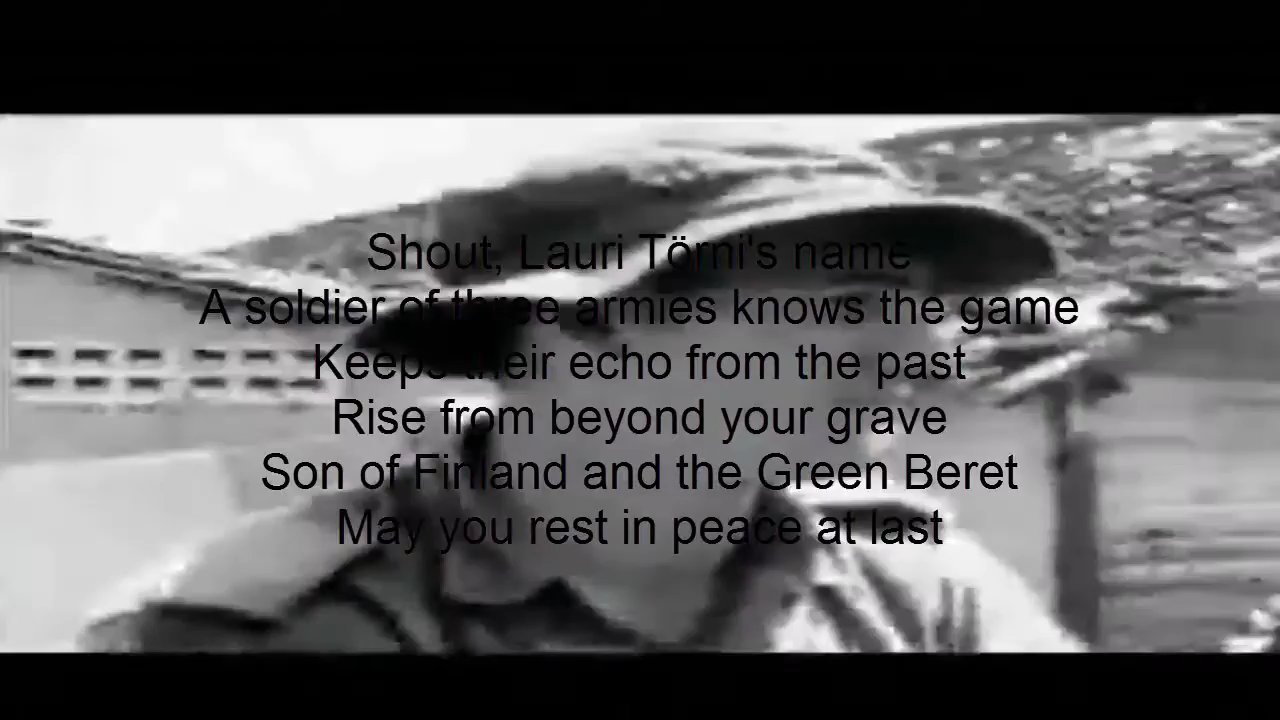 Shout, Lauri Törni's name
A soldier of three armies knows the game
Keeps their echo from the past
Rise from beyond your grave
Son of Finland and the Green Beret
May you rest in peace at last